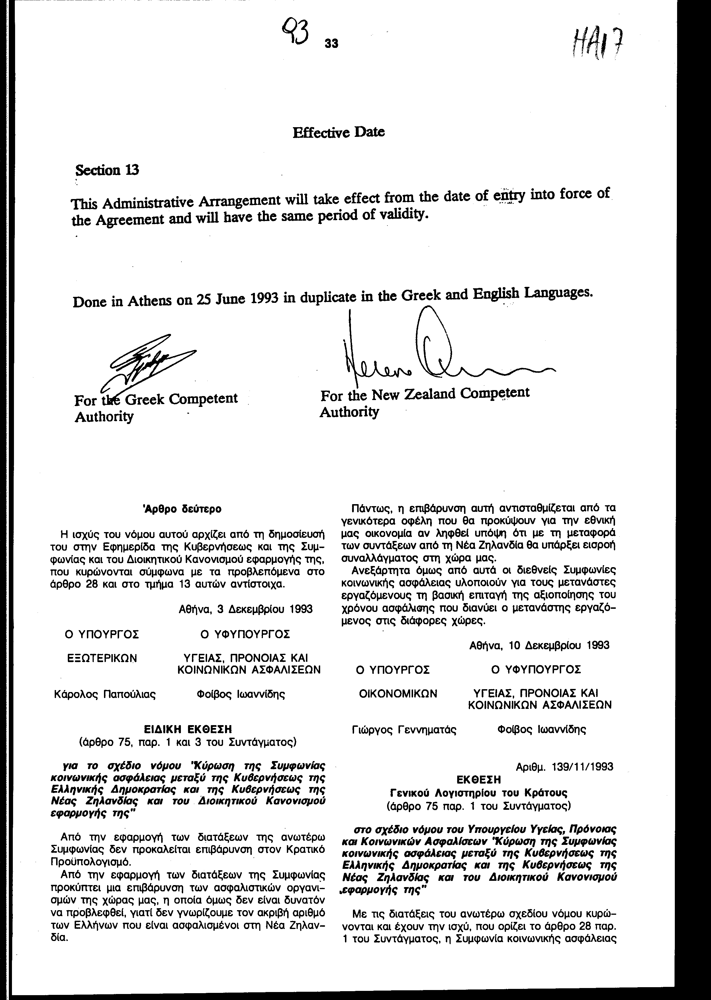 93
33
HA17
Effective Date
Section 13
This Administrative Arrangement will take effect from the date of entry into force of
the Agreement and will have the same period of validity.
Done in Athens on 25 June 1993 in duplicate in the Greek and English Languages.
Helen
For the Greek Competent
Authority
For the New Zealand Competent
Authority
'Αρθρο δεύτερο
Η ισχύς του νόμου αυτού αρχίζει από τη δημοσίευσή
του στην Εφημερίδα της Κυβερνήσεως και της Συμ-
φωνίας και του Διοικητικού Κανονισμού εφαρμογής της,
που κυρώνονται σύμφωνα με τα προβλεπόμενα στο
άρθρο 28 και στο τμήμα 13 αυτών αντίστοιχα.
Αθήνα, 3 Δεκεμβρίου 1993
Ο ΥΠΟΥΡΓΟΣ Ο ΥΦΥΠΟΥΡΓΟΣ
ΕΞΩΤΕΡΙΚΩΝ ΥΓΕΙΑΣ, ΠΡΟΝΟΙΑΣ ΚΑΙ
ΚΟΙΝΩΝΙΚΩΝ ΑΣΦΑΛΙΣΕΩΝ
Κάρολος Παπούλιας Φοίβος Ιωαννίδης
ΕΙΔΙΚΗ ΕΚΘΕΣΗ
(άρθρο 75, παρ. 1 και 3 του Συντάγματος)
για το σχέδιο νόμου "Κύρωση της Συμφωνίας
κοινωνικής ασφάλειας μεταξύ της Κυβερνήσεως της
Ελληνικής Δημοκρατίας και της Κυβερνήσεως της
Νέας Ζηλανδίας και του Διοικητικού Κανονισμού
εφαρμογής της"
Από την εφαρμογή των διατάξεων της ανωτέρω
Συμφωνίας δεν προκαλείται επιβάρυνση στον Κρατικό
Προϋπολογισμό.
Από την εφαρμογή των διατάξεων της Συμφωνίας
προκύπτει μια επιβάρυνση των ασφαλιστικών οργανι-
σμών της χώρας μας, η οποία όμως δεν είναι δυνατόν
να προβλεφθεί, γιατί δεν γνωρίζουμε τον ακριβή αριθμό
των Ελλήνων που είναι ασφαλισμένοι στη Νέα Ζηλαν-
δία.
Πάντως, η επιβάρυνση αυτή αντισταθμίζεται από τα
γενικότερα οφέλη που θα προκύψουν για την εθνική
μας οικονομία αν ληφθεί υπόψη ότι με τη μεταφορά
των συντάξεων από τη Νέα Ζηλανδία θα υπάρξει εισροή
συναλλάγματος στη χώρα μας.
Ανεξάρτητα όμως από αυτά οι διεθνείς Συμφωνίες
κοινωνικής ασφάλειας υλοποιούν για τους μετανάστες
εργαζόμενους τη βασική επιταγή της αξιοποίησης του
χρόνου ασφάλισης που διανύει ο μετανάστης εργαζό-
μενος στις διάφορες χώρες.
Αθήνα, 10 Δεκεμβρίου 1993
Ο ΥΠΟΥΡΓΟΣ Ο ΥΦΥΠΟΥΡΓΟΣ
ΟΙΚΟΝΟΜΙΚΩΝ ΥΓΕΙΑΣ, ΠΡΟΝΟΙΑΣ ΚΑΙ
ΚΟΙΝΩΝΙΚΩΝ ΑΣΦΑΛΙΣΕΩΝ
Γιώργος Γεννηματάς Φοίβος Ιωαννίδης
Αριθμ. 139/11/1993
ΕΚΘΕΣΗ
Γενικού Λογιστηρίου του Κράτους
(άρθρο 75 παρ. 1 του Συντάγματος)
στο σχέδιο νόμου του Υπουργείου Υγείας, Πρόνοιας
και Κοινωνικών Ασφαλίσεων "Κύρωση της Συμφωνίας
κοινωνικής ασφάλειας μεταξύ της Κυβερνήσεως της
Ελληνικής Δημοκρατίας και της Κυβερνήσεως της
Νέας Ζηλανδίας και του Διοικητικού Κανονισμού
εφαρμογής της"
Με τις διατάξεις του ανωτέρω σχεδίου νόμου κυρώ-
νονται και έχουν την ισχύ, που ορίζει το άρθρο 28 παρ.
1 του Συντάγματος, η Συμφωνία κοινωνικής ασφάλειας